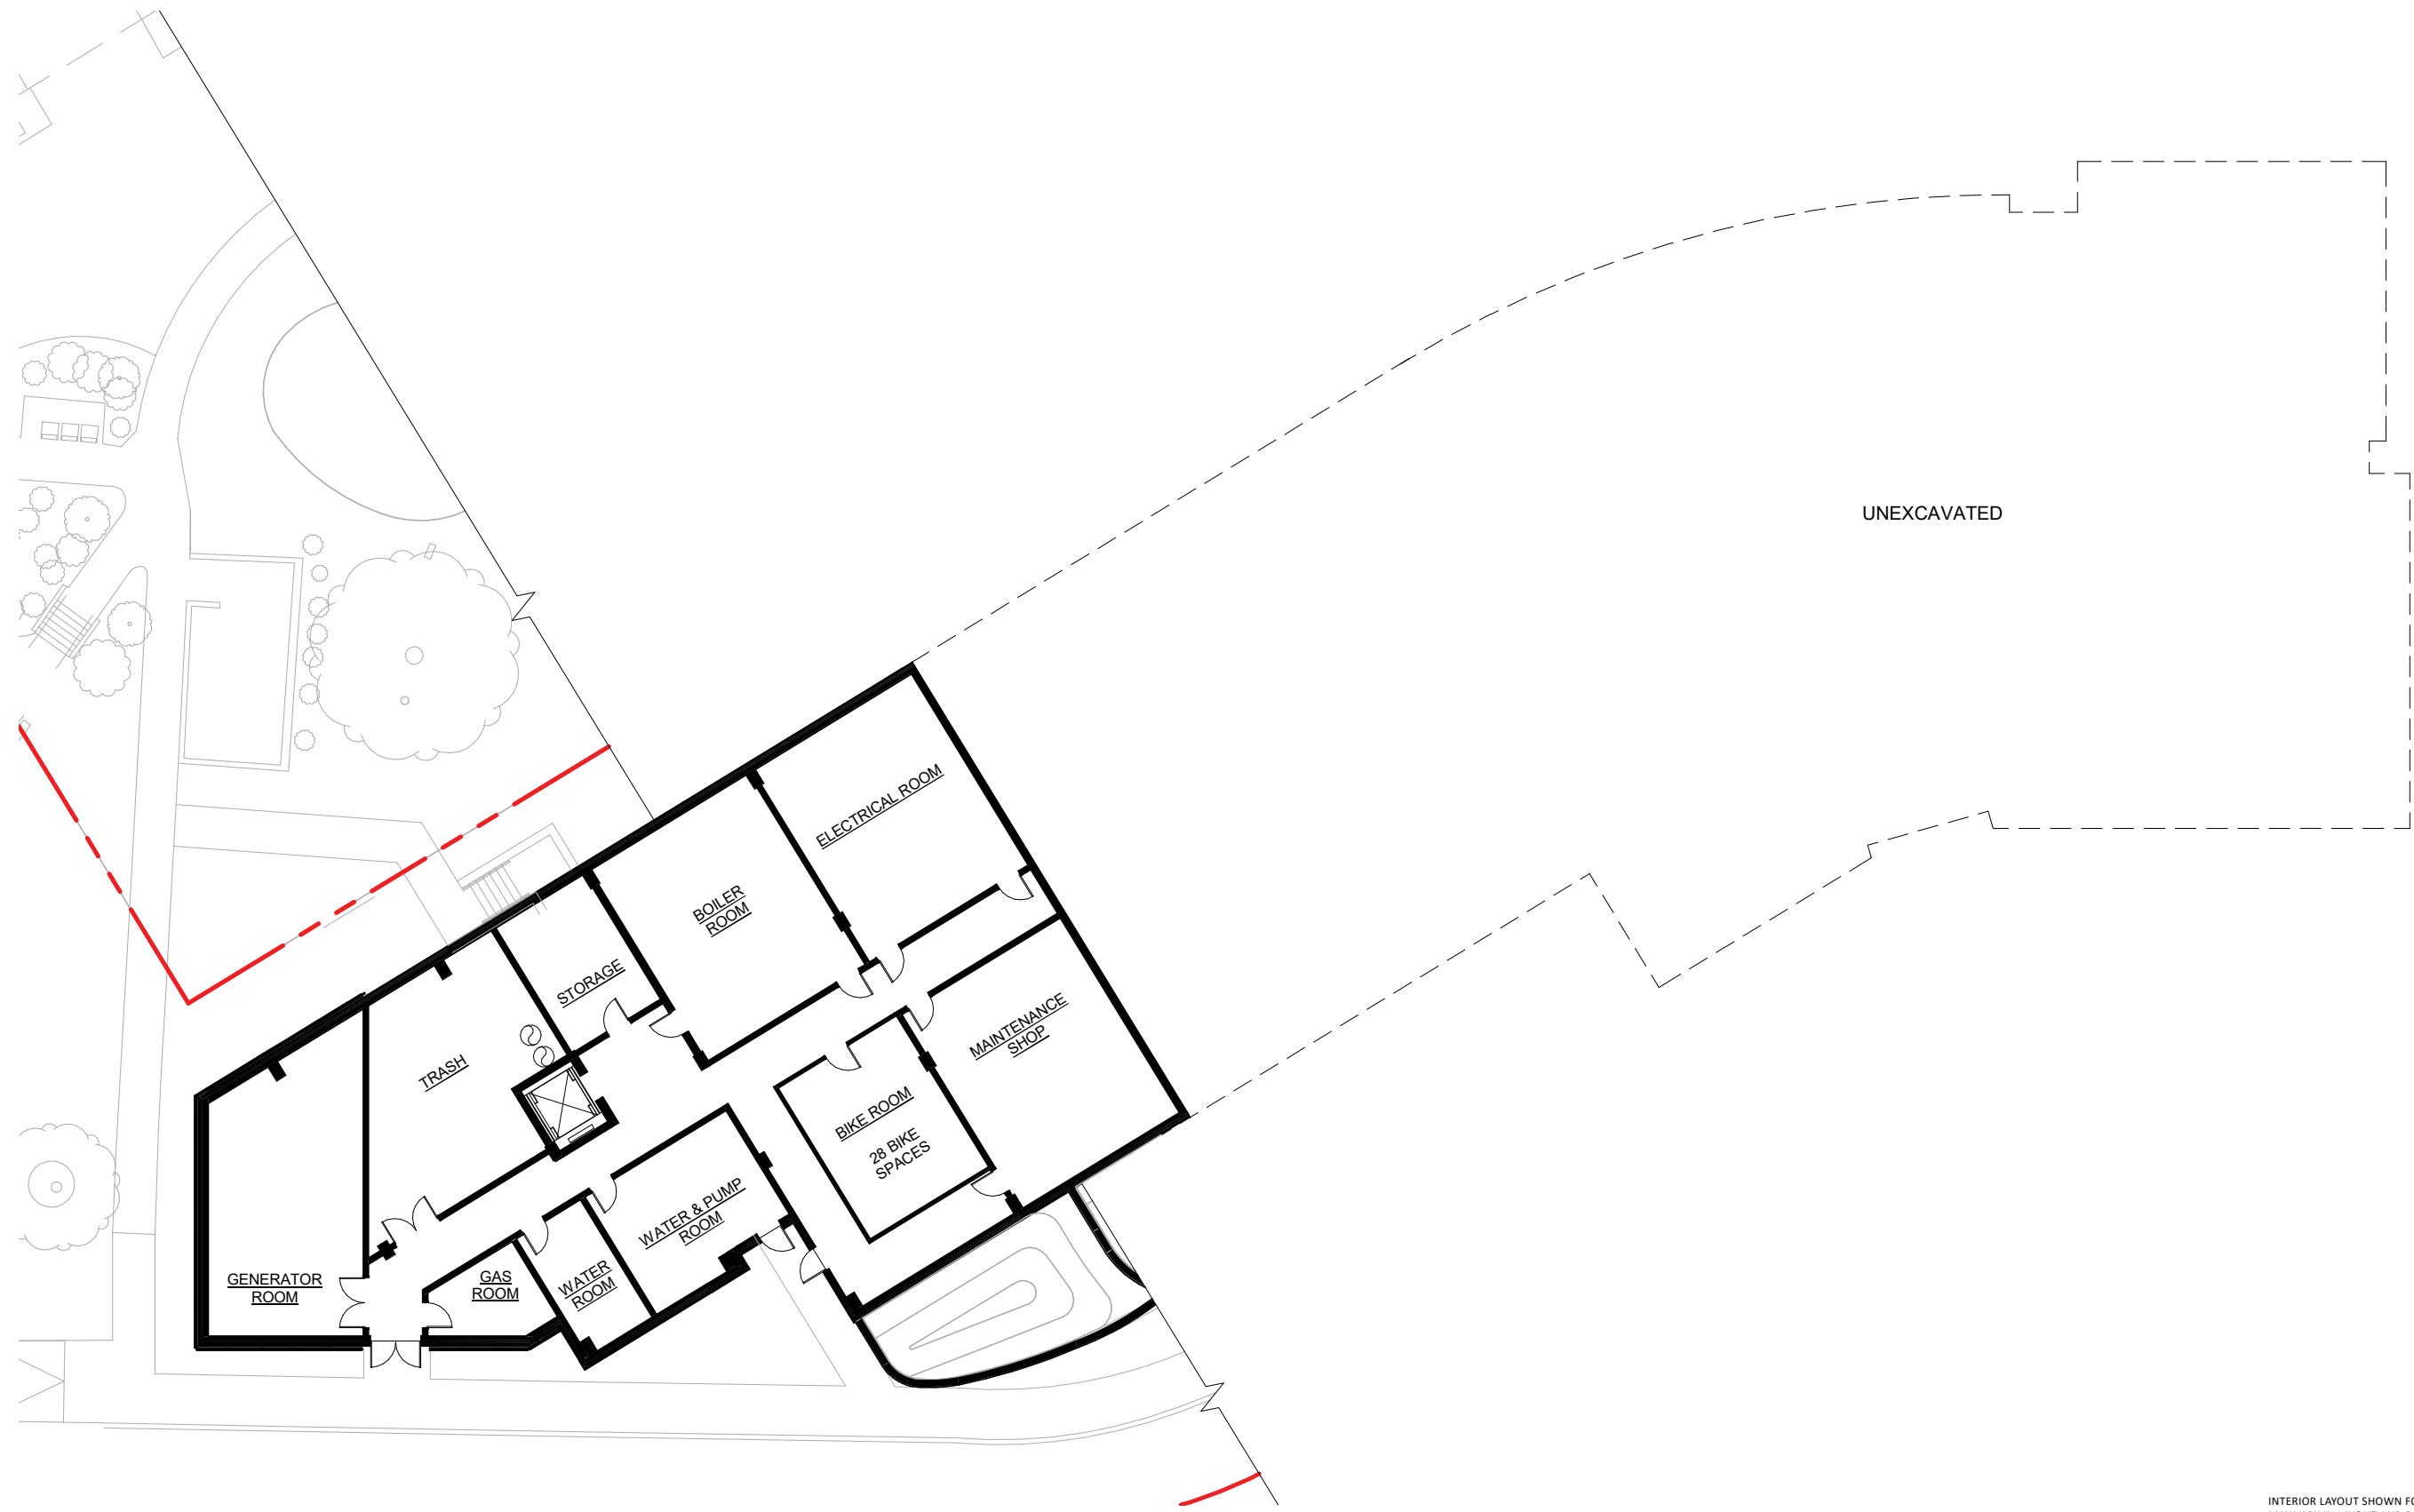 UNEXCAVATED
ELECTRICAL ROOM
BOILER
ROOM
STORAGE
MAINTENANCE
SHOP
TRASH
BIKE ROOM
28 BIKE
SPACES
WATER & PUMP
ROOM
GENERATOR
ROOM
GAS
ROOM
WATER
ROOM
INTERIOR LAYOUT SHOWN